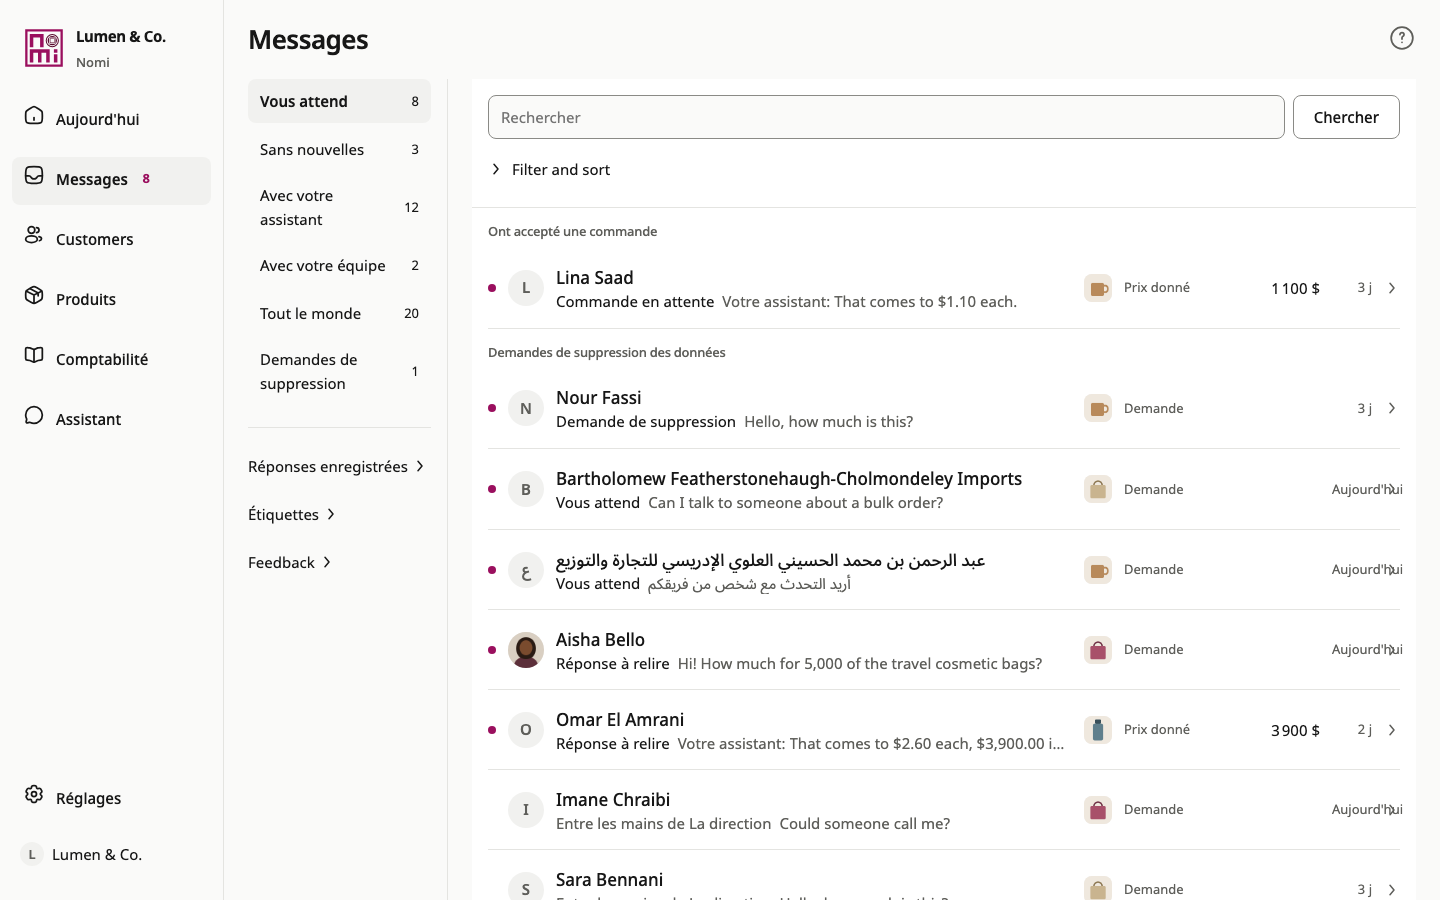 Lumen & Co.
Nomi
Aujourd'hui
Messages 8
Customers
Produits
Comptabilité
Assistant
Réglages
L Lumen & Co.
Messages
Vous attend 8
Sans nouvelles 3
Avec votre
assistant 12
Avec votre équipe 2
Tout le monde 20
Demandes de
suppression 1
Réponses enregistrées
Étiquettes
Feedback
Rechercher
Chercher
Filter and sort
Ont accepté une commande
L
Lina Saad
Commande en attente Votre assistant: That comes to $1.10 each.
Prix donné 1 100 $ 3 j
Demandes de suppression des données
N
Nour Fassi
Demande de suppression Hello, how much is this?
Demande 3 j
B
Bartholomew Featherstonehaugh-Cholmondeley Imports
Vous attend Can I talk to someone about a bulk order?
Demande Aujourd'hui
ع
عبد الرحمن بن محمد الحسيني العلوي الإدريسي للتجارة والتوزيع
Vous attend أريد التحدث مع شخص من فريقكم
Demande Aujourd'hui
Aisha Bello
Réponse à relire Hi! How much for 5,000 of the travel cosmetic bags?
Demande Aujourd'hui
O
Omar El Amrani
Réponse à relire Votre assistant: That comes to $2.60 each, $3,900.00 i...
Prix donné 3 900 $ 2 j
I
Imane Chraibi
Entre les mains de La direction Could someone call me?
Demande Aujourd'hui
S
Sara Bennani
Demande 3 j